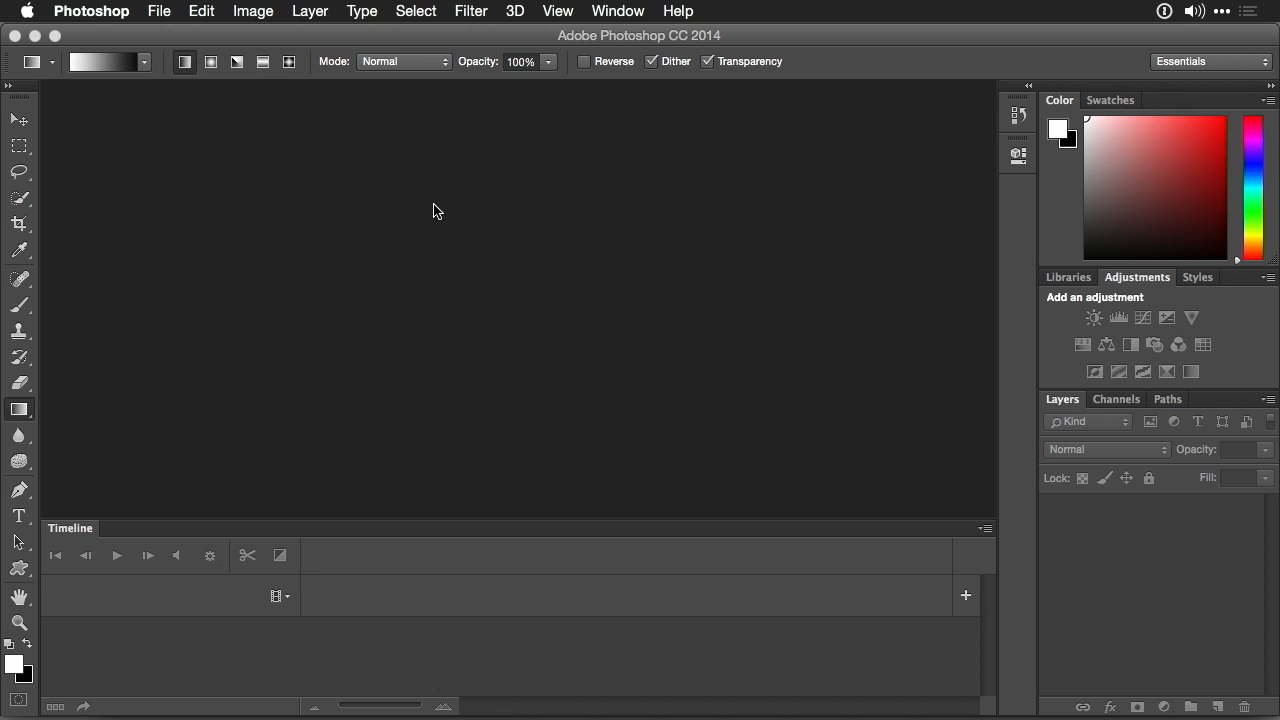 Photoshop File Edit Image Layer Type Select Filter 3D View Window Help
Adobe Photoshop CC 2014
Mode: Normal Opacity: 100% Reverse Dither Transparency Essentials
Color Swatches
Libraries Adjustments Styles
Add an adjustment
Layers Channels Paths
Kind T
Normal Opacity:
Lock: Fill:
T
Timeline
fx